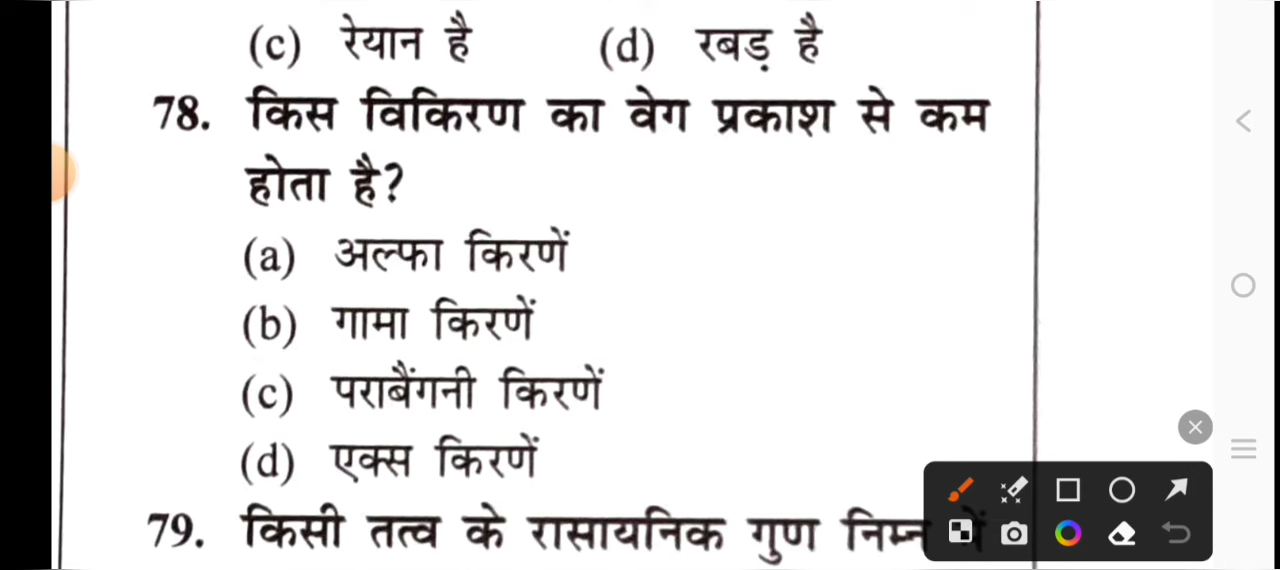 (c) रेयान है (d) रबड़ है
78. किस विकिरण का वेग प्रकाश से कम
होता है?
(a) अल्फा किरणें
(b) गामा किरणें
(c) पराबैंगनी किरणें
(d) एक्स किरणें
79. किसी तत्व के रासायनिक गुण निम्न